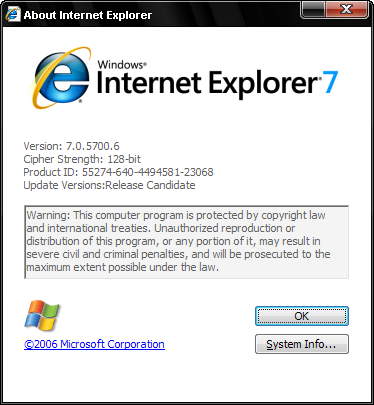 About Internet Explorer
Windows®
Internet Explorer®7
Version: 7.0.5700.6
Cipher Strength: 128-bit
Product ID: 55274-640-4494581-23068
Update Versions:Release Candidate
Warning: This computer program is protected by copyright law
and international treaties. Unauthorized reproduction or
distribution of this program, or any portion of it, may result in
severe civil and criminal penalties, and will be prosecuted to the
maximum extent possible under the law.
OK
©2006 Microsoft Corporation
System Info...